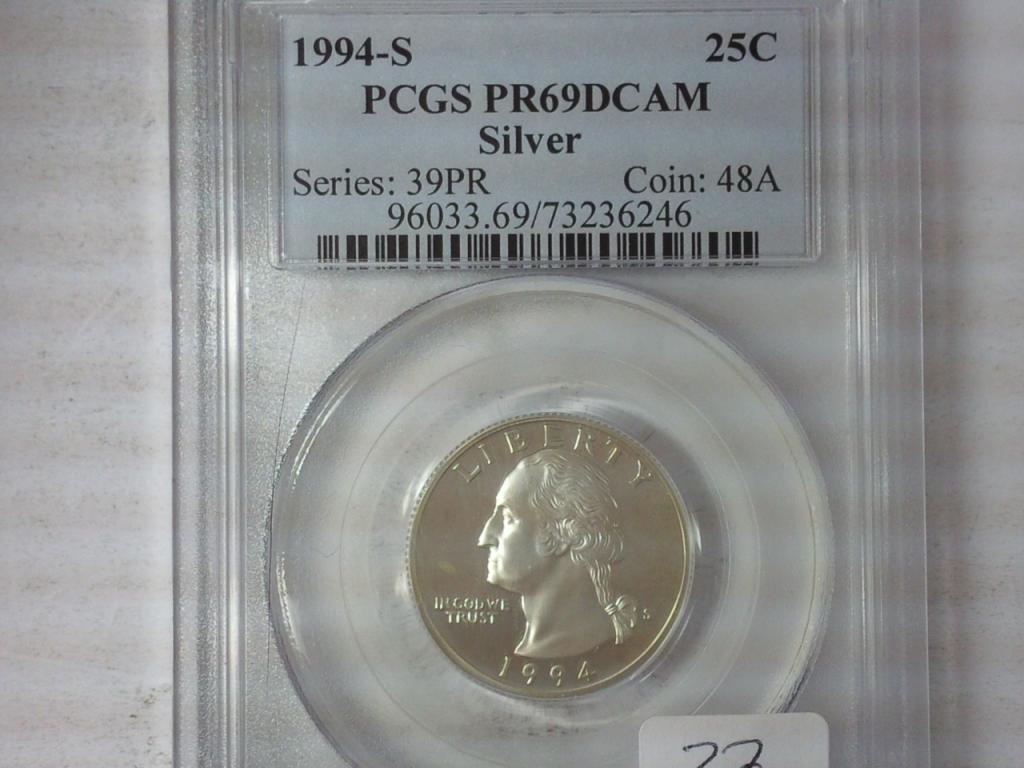 1994-S 25C
PCGS PR69DCAM
Silver
Series: 39PR Coin: 48A
96033.69/73236246
LIBERTY
IN GOD WE
TRUST
S
1994